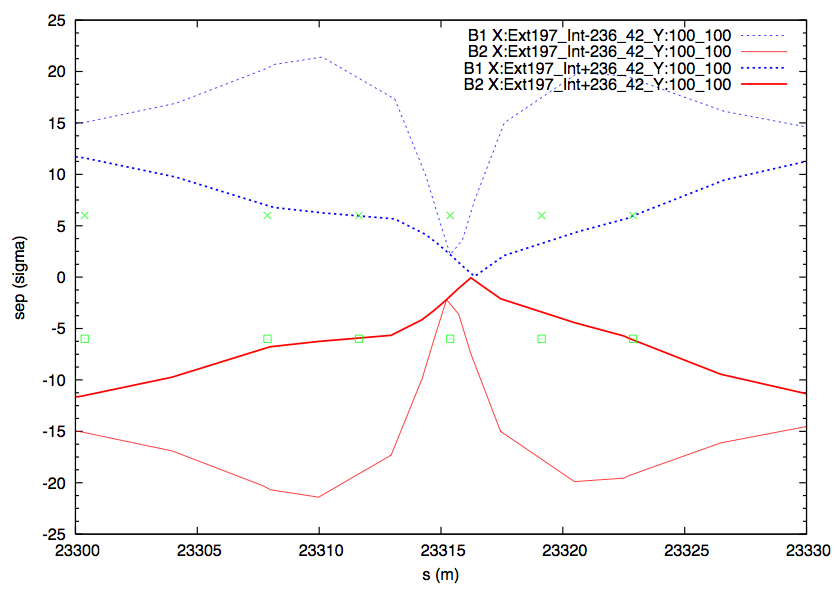 B1 X:Ext197_Int-236_42_Y:100_100
B2 X:Ext197_Int-236_42_Y:100_100
B1 X:Ext197_Int+236_42_Y:100_100
B2 X:Ext197_Int+236_42_Y:100_100
25
20
15
10
5
0
-5
-10
-15
-20
-25
sep (sigma)
23300 23305 23310 23315 23320 23325 23330
s (m)